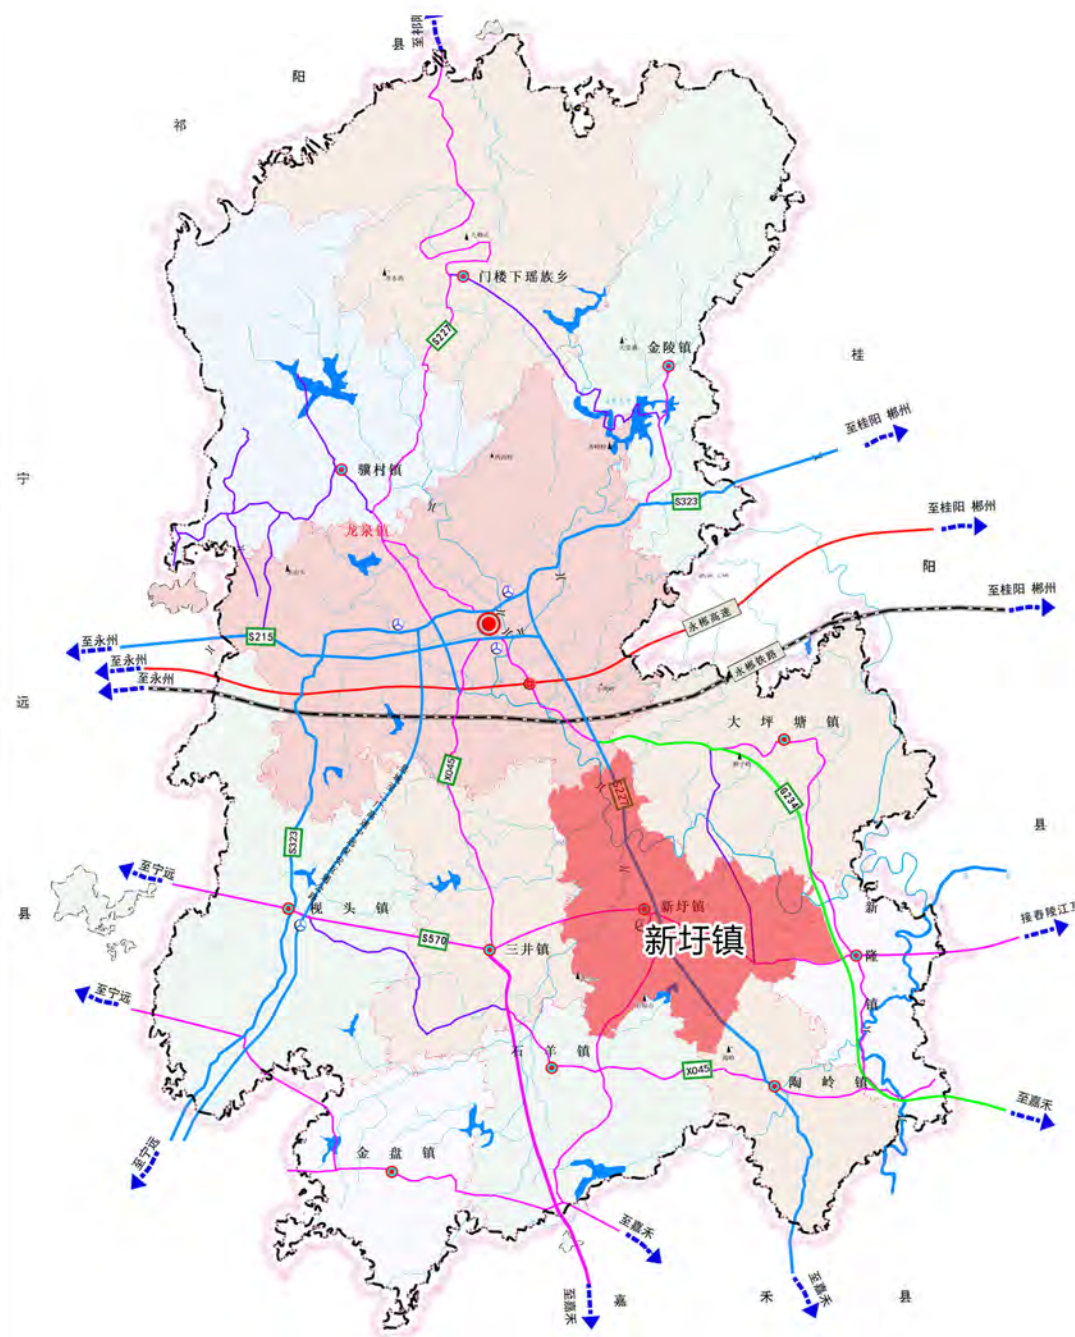 至祁阳
县
阳
祁
门楼下瑶族乡
S227
金陵镇
桂
至桂阳 郴州
骥村镇
宁
S323
至桂阳 郴州
龙泉镇
阳
至桂阳 郴州
永郴高速
至永州
S215
至永州
永郴铁路
至永州
远
大坪塘镇
X045
S227
G234
S323
县
至宁远
新圩镇
县
枧头镇
新隆镇
接舂陵江
S570
三井镇
新圩镇
至宁远
石羊镇
X045
陶岭镇
至嘉禾
至宁远
金盘镇
至嘉禾
至嘉禾
至嘉禾
嘉
禾
县